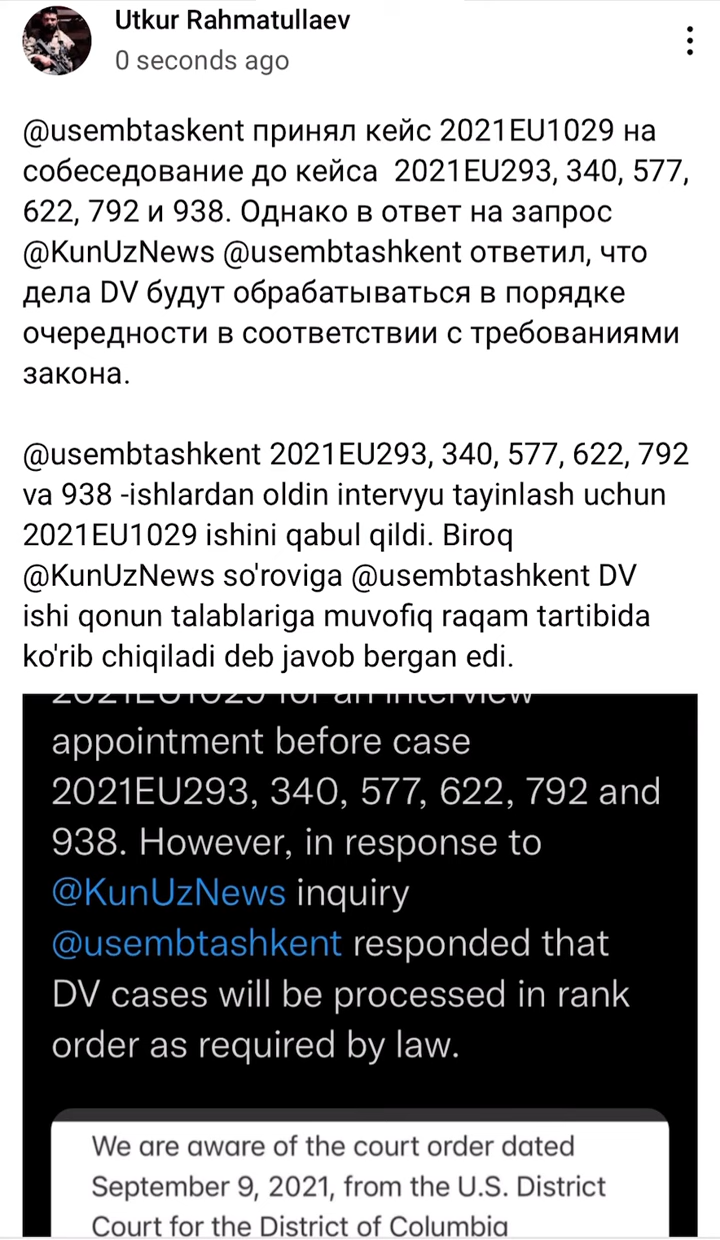 Utkur Rahmatullaev
0 seconds ago
@usembtaskent принял кейс 2021EU1029 на
собеседование до кейса 2021EU293, 340, 577,
622, 792 и 938. Однако в ответ на запрос
@KunUzNews @usembtashkent ответил, что
дела DV будут обрабатываться в порядке
очередности в соответствии с требованиями
закона.
@usembtashkent 2021EU293, 340, 577, 622, 792
va 938 -ishlardan oldin intervyu tayinlash uchun
2021EU1029 ishini qabul qildi. Biroq
@KunUzNews so'roviga @usembtashkent DV
ishi qonun talablariga muvofiq raqam tartibida
ko'rib chiqiladi deb javob bergan edi.
2021EU1029 for an interview
appointment before case
2021EU293, 340, 577, 622, 792 and
938. However, in response to
@KunUzNews inquiry
@usembtashkent responded that
DV cases will be processed in rank
order as required by law.
We are aware of the court order dated
September 9, 2021, from the U.S. District
Court for the District of Columbia